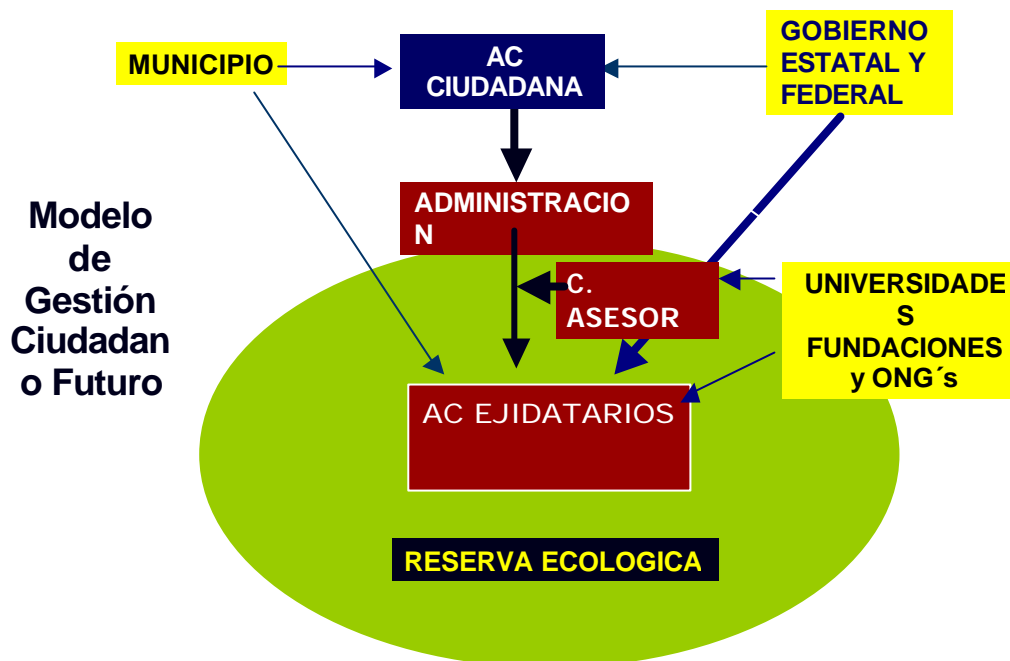 MUNICIPIO
AC
CIUDADANA
GOBIERNO
ESTATAL Y
FEDERAL
ADMINISTRACIO
N
Modelo
de
Gestión
Ciudadan
o Futuro
C.
ASESOR
UNIVERSIDADE
S
FUNDACIONES
y ONG´s
AC EJIDATARIOS
RESERVA ECOLOGICA